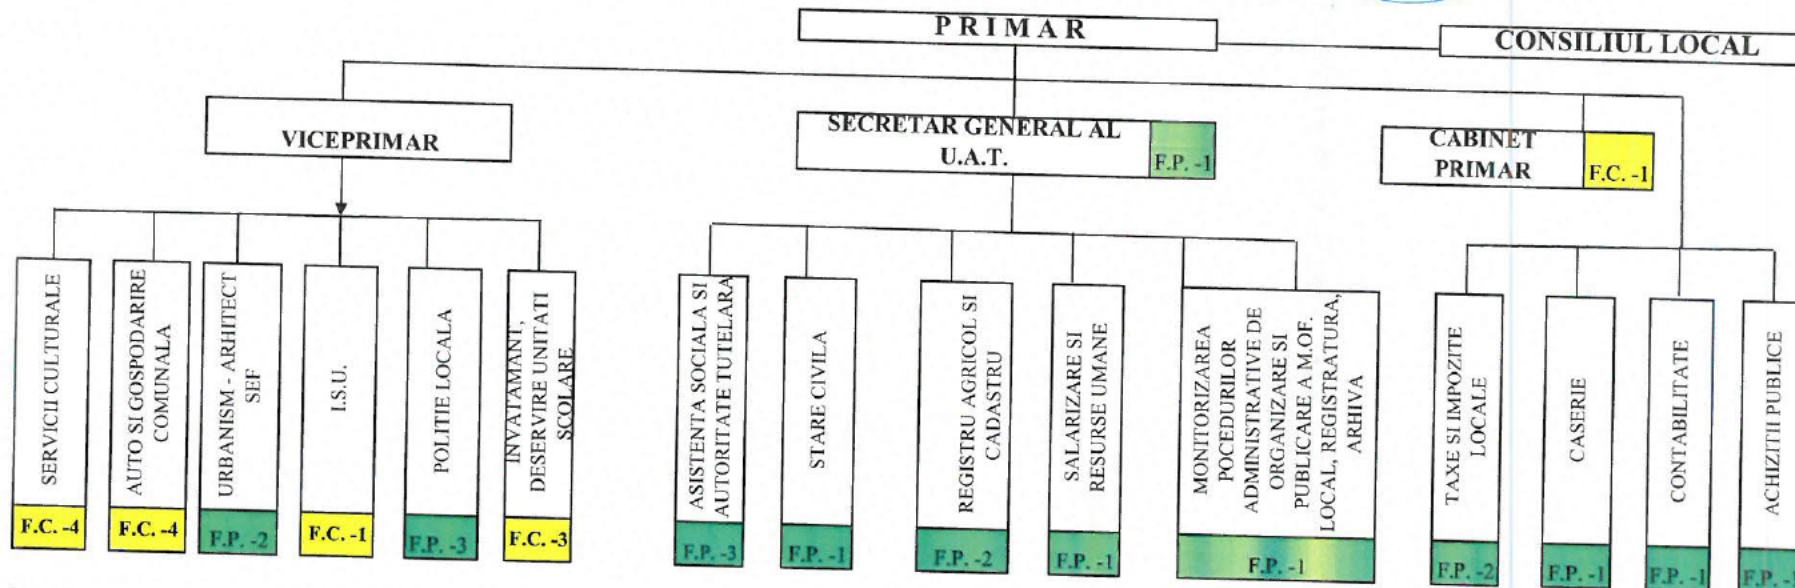 PRIMAR
CONSILIUL LOCAL
VICEPRIMAR
SECRETAR GENERAL AL
U.A.T.
F.P. -1
CABINET
PRIMAR
F.C. -1
SERVICII CULTURALE
F.C. -4
AUTO SI GOSPODARIRE
COMUNALA
F.C. -4
URBANISM - ARHITECT
SEF
F.P. -2
I.S.U.
F.C. -1
POLITIE LOCALA
F.P. -3
INVATAMANT,
DESERVIRE UNITATI
SCOLARE
F.C. -3
ASISTENTA SOCIALA SI
AUTORITATE TUTELARA
F.P. -3
STARE CIVILA
F.P. -1
REGISTRU AGRICOL SI
CADASTRU
F.P. -2
SALARIZARE SI
RESURSE UMANE
F.P. -1
MONITORIZAREA
POCEDURILOR
ADMINISTRATIVE DE
ORGANIZARE SI
PUBLICARE A M.OF.
LOCAL, REGISTRATURA,
ARHIVA
F.P. -1
TAXE SI IMPOZITE
LOCALE
F.P. -2
CASERIE
F.P. -1
CONTABILITATE
F.P. -1
ACHIZITII PUBLICE
F.P.